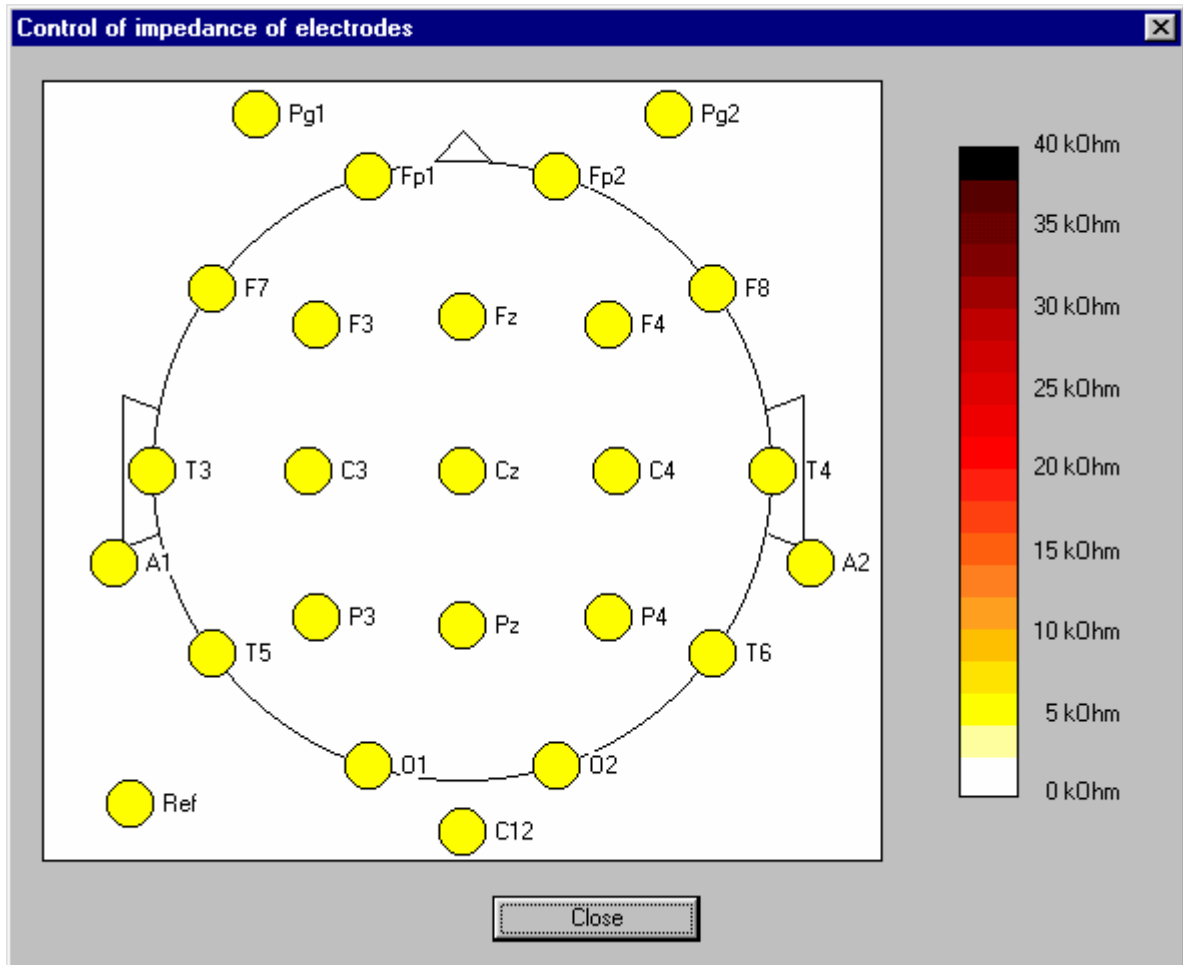 Control of impedance of electrodes
Pg1 Pg2
Fp1 Fp2
F7 F8
F3 Fz F4
T3 C3 Cz C4 T4
A1 A2
P3 Pz P4
T5 T6
O1 O2
Ref
C12
40 kOhm
35 kOhm
30 kOhm
25 kOhm
20 kOhm
15 kOhm
10 kOhm
5 kOhm
0 kOhm
Close